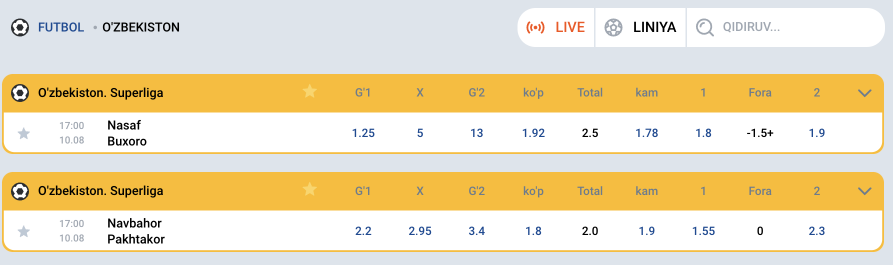 FUTBOL • O'ZBEKISTON LIVE LINIYA QIDIRUV...
O'zbekiston. Superliga G'1 X G'2 ko'p Total kam 1 Fora 2
17:00 Nasaf
10.08 Buxoro
1.25 5 13 1.92 2.5 1.78 1.8 -1.5+ 1.9
O'zbekiston. Superliga G'1 X G'2 ko'p Total kam 1 Fora 2
17:00 Navbahor
10.08 Pakhtakor
2.2 2.95 3.4 1.8 2.0 1.9 1.55 0 2.3